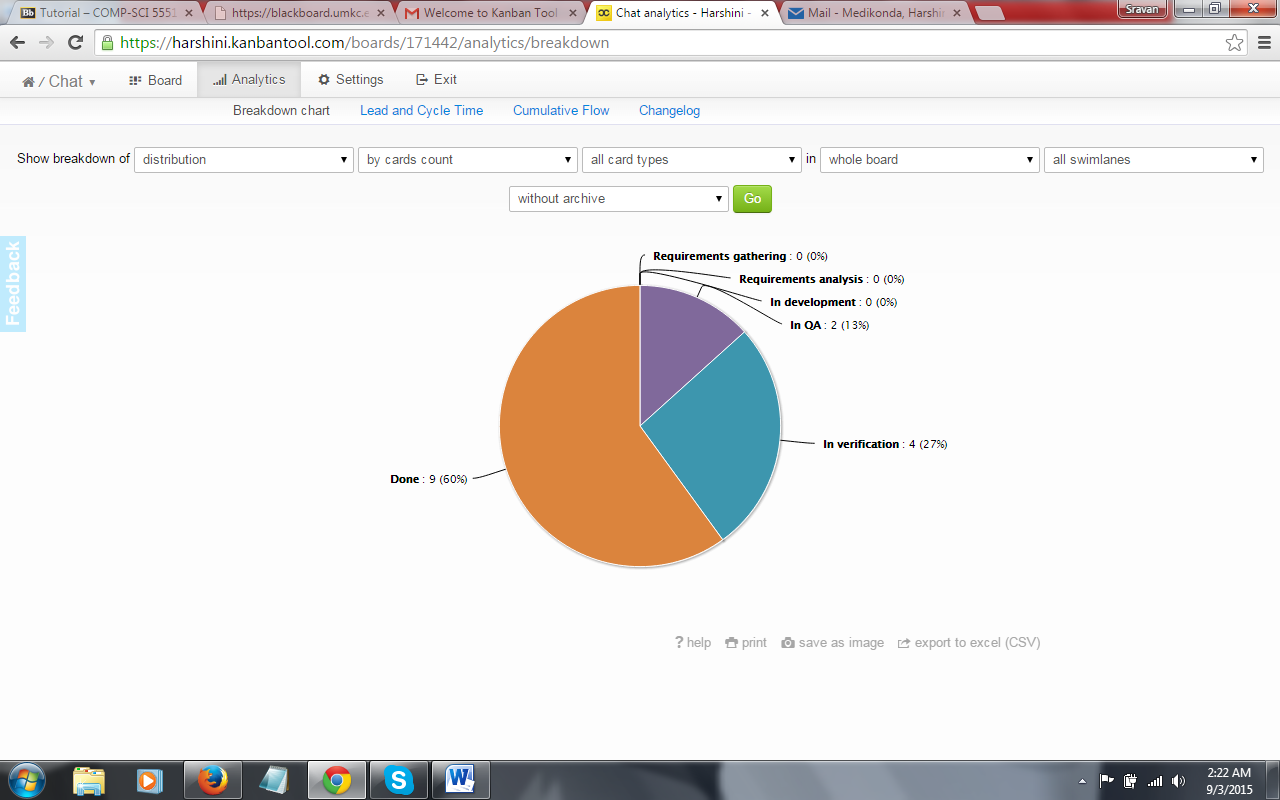 Tutorial – COMP-SCI 5551
https://blackboard.umkc.e
Welcome to Kanban Tool
Chat analytics - Harshini -
Mail - Medikonda, Harshin
Sravan
https://harshini.kanbantool.com/boards/171442/analytics/breakdown
/ Chat ▾ Board Analytics Settings Exit
Breakdown chart Lead and Cycle Time Cumulative Flow Changelog
Show breakdown of distribution by cards count all card types in whole board all swimlanes
without archive Go
Feedback
Requirements gathering : 0 (0%)
Requirements analysis : 0 (0%)
In development : 0 (0%)
In QA : 2 (13%)
In verification : 4 (27%)
Done : 9 (60%)
? help print save as image export to excel (CSV)
2:22 AM
9/3/2015